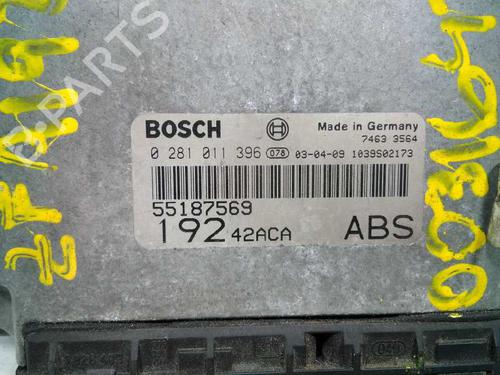 B-PARTS
BOSCH
Made in Germany
7463 3564
0 281 011 396 078 03-04-09 1039S02173
55187569
192 42ACA ABS